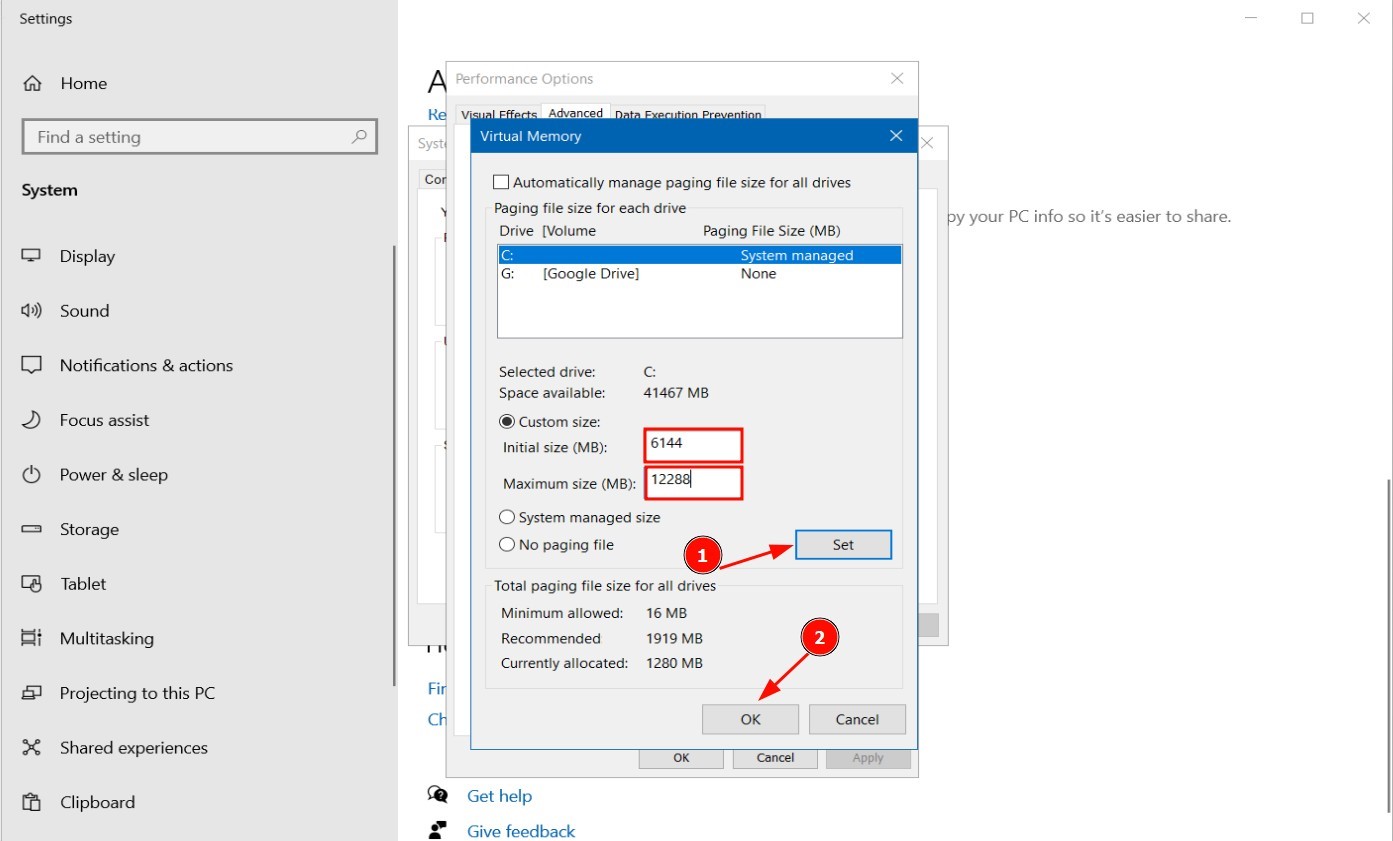 Settings
Home
Find a setting
System
Display
Sound
Notifications & actions
Focus assist
Power & sleep
Storage
Tablet
Multitasking
Projecting to this PC
Shared experiences
Clipboard
A
Re
Performance Options
Visual Effects Advanced Data Execution Prevention
Syst
Con
Virtual Memory
Automatically manage paging file size for all drives
Paging file size for each drive
Drive [Volume Paging File Size (MB)
C: System managed
G: [Google Drive] None
py your PC info so it's easier to share.
Selected drive: C:
Space available: 41467 MB
Custom size:
Initial size (MB): 6144
Maximum size (MB): 12288
System managed size
No paging file
1
Set
Total paging file size for all drives
Minimum allowed: 16 MB
Recommended 1919 MB
Currently allocated: 1280 MB
2
OK Cancel
Fin
Ch
OK Cancel Apply
Get help
Give feedback